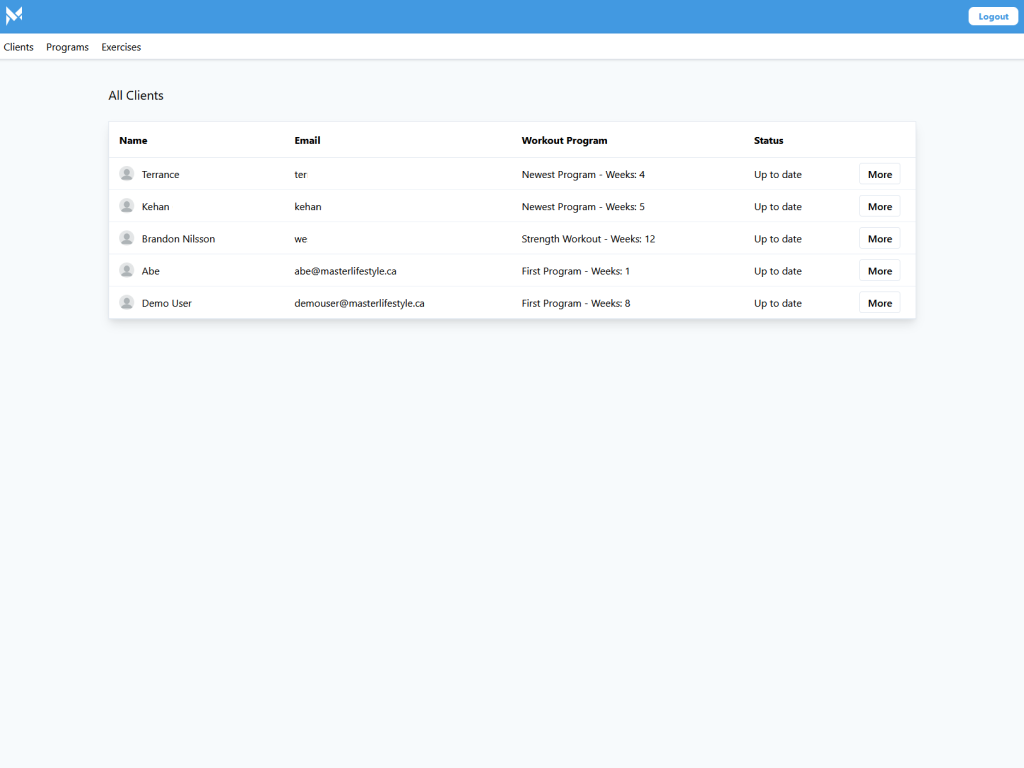 Logout
Clients Programs Exercises
All Clients
Name Email Workout Program Status
Terrance ter Newest Program - Weeks: 4 Up to date More
Kehan kehan Newest Program - Weeks: 5 Up to date More
Brandon Nilsson we Strength Workout - Weeks: 12 Up to date More
Abe abe@masterlifestyle.ca First Program - Weeks: 1 Up to date More
Demo User demouser@masterlifestyle.ca First Program - Weeks: 8 Up to date More